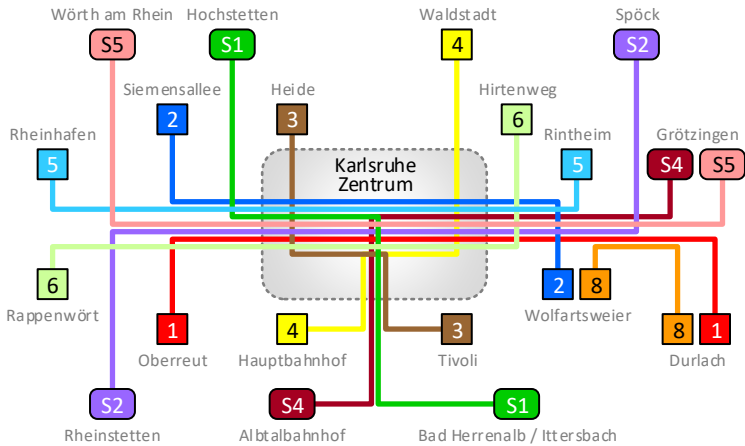 Wörth am Rhein
Hochstetten
Waldstadt
Spöck
S5
S1
4
S2
Siemensallee
Heide
Hirtenweg
2
3
6
Rheinhafen
Rintheim
Grötzingen
5
Karlsruhe
Zentrum
5
S4
S5
6
2
8
Rappenwört
Wolfartsweier
1
4
3
8
1
Oberreut
Hauptbahnhof
Tivoli
Durlach
S2
S4
S1
Rheinstetten
Albtalbahnhof
Bad Herrenalb / Ittersbach